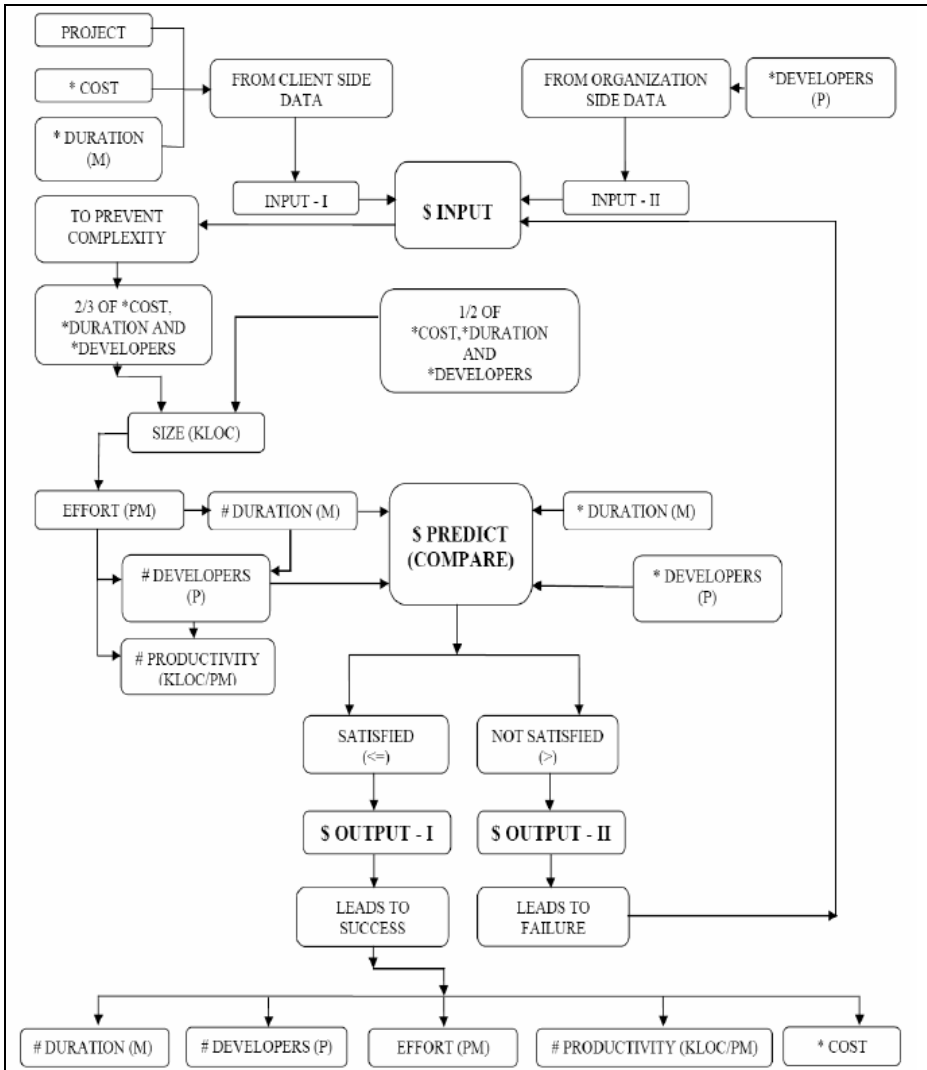 PROJECT
* COST
* DURATION
(M)
FROM CLIENT SIDE
DATA
FROM ORGANIZATION
SIDE DATA
*DEVELOPERS
(P)
INPUT - I
$ INPUT
INPUT - II
TO PREVENT
COMPLEXITY
2/3 OF *COST,
*DURATION AND
*DEVELOPERS
1/2 OF
*COST,*DURATION
AND
*DEVELOPERS
SIZE (KLOC)
EFFORT (PM)
# DURATION (M)
$ PREDICT
(COMPARE)
* DURATION (M)
# DEVELOPERS
(P)
* DEVELOPERS
(P)
# PRODUCTIVITY
(KLOC/PM)
SATISFIED
(<=)
NOT SATISFIED
(>)
$ OUTPUT - I
$ OUTPUT - II
LEADS TO
SUCCESS
LEADS TO
FAILURE
# DURATION (M)
# DEVELOPERS (P)
EFFORT (PM)
# PRODUCTIVITY (KLOC/PM)
* COST